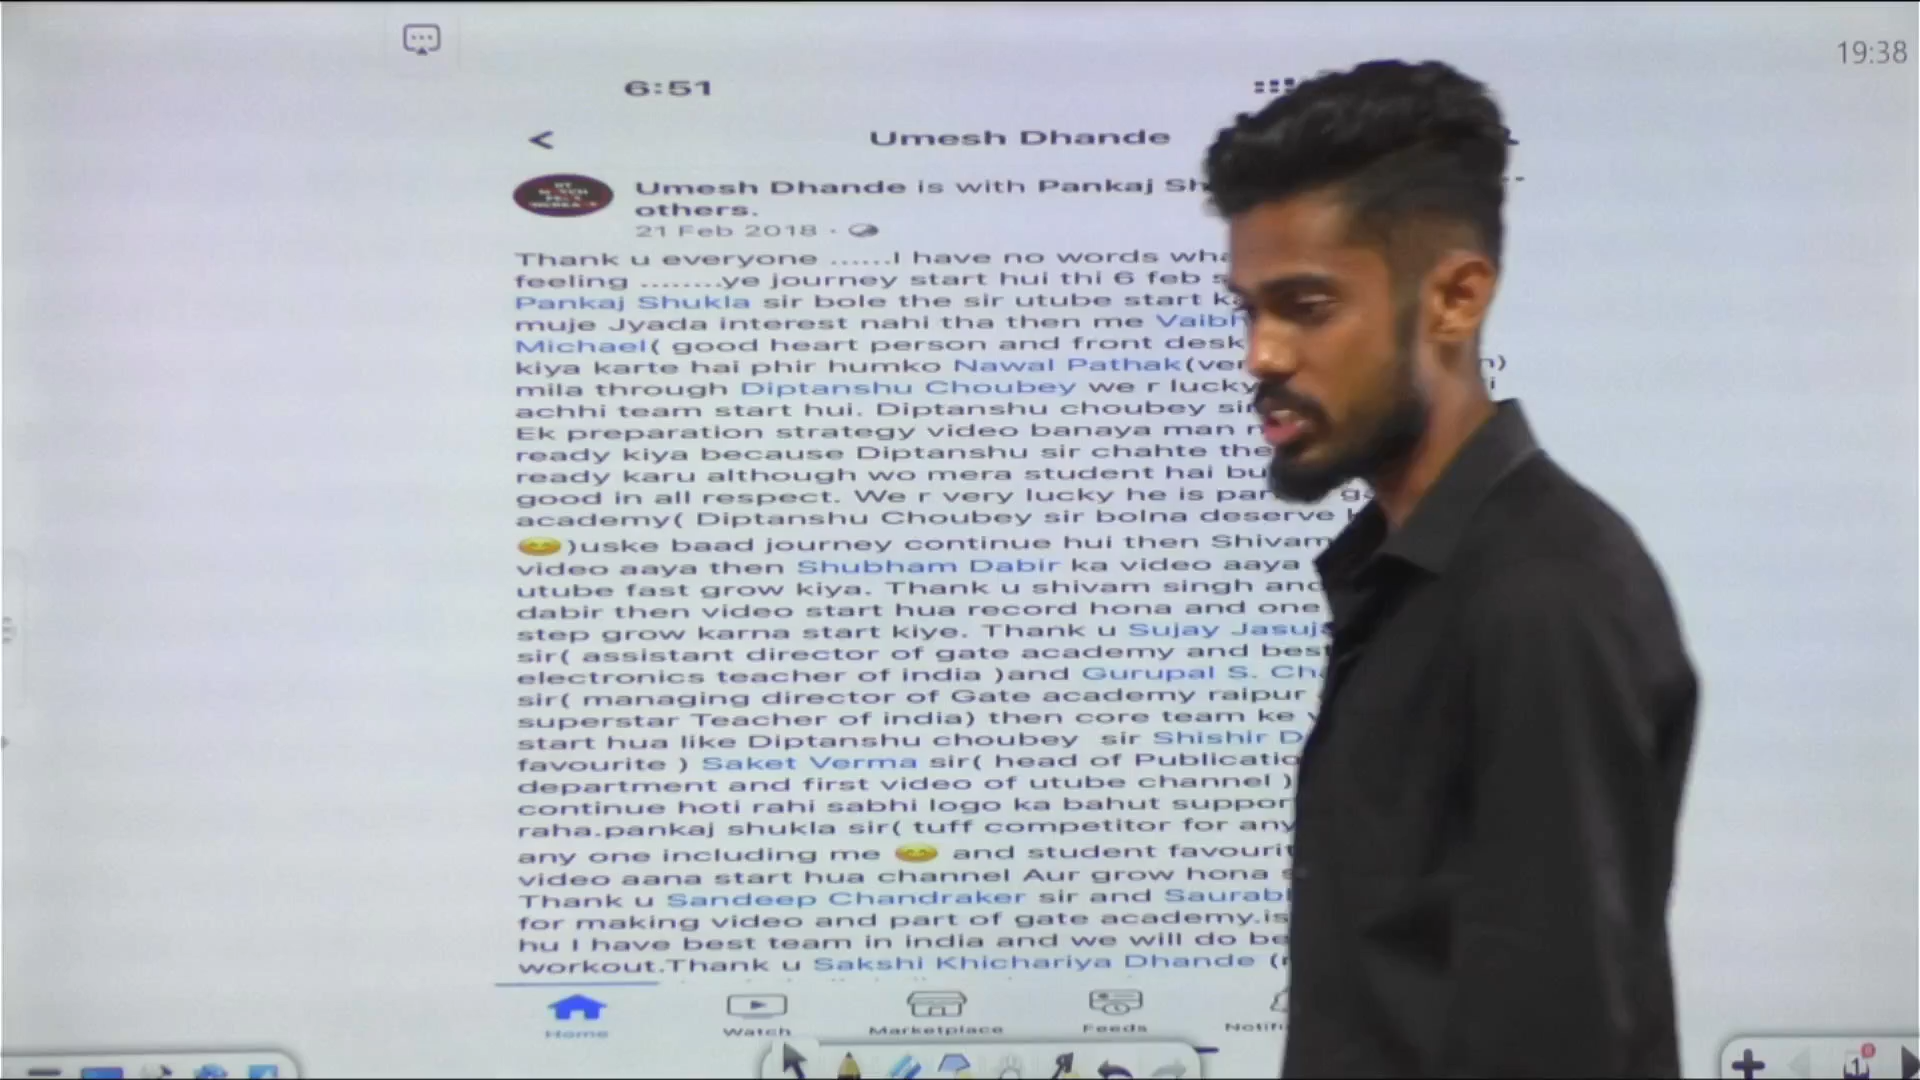 19:38
6:51
Umesh Dhande
Umesh Dhande is with Pankaj Sh
others.
21 Feb 2018
Thank u everyone ......I have no words wha
feeling ........ye journey start hui thi 6 feb s
Pankaj Shukla sir bole the sir utube start ka
muje Jyada interest nahi tha then me Vaibh
Michael( good heart person and front desk
kiya karte hai phir humko Nawal Pathak(ver n)
mila through Diptanshu Choubey we r lucky i
achhi team start hui. Diptanshu choubey sir
Ek preparation strategy video banaya man
ready kiya because Diptanshu sir chahte the
ready karu although wo mera student hai bu
good in all respect. We r very lucky he is par ga
academy( Diptanshu Choubey sir bolna deserve k
😊)uske baad journey continue hui then Shivam
video aaya then Shubham Dabir ka video aaya
utube fast grow kiya. Thank u shivam singh and
dabir then video start hua record hona and one
step grow karna start kiye. Thank u Sujay Jasuja
sir( assistant director of gate academy and best
electronics teacher of india )and Gurupal S. Cha
sir( managing director of Gate academy raipur
superstar Teacher of india) then core team ke v
start hua like Diptanshu choubey sir Shishir D
favourite ) Saket Verma sir( head of Publicatio
department and first video of utube channel )
continue hoti rahi sabhi logo ka bahut suppor
raha.pankaj shukla sir( tuff competitor for any
any one including me 😊 and student favourit
video aana start hua channel Aur grow hona s
Thank u Sandeep Chandraker sir and Saurabh
for making video and part of gate academy.is
hu I have best team in india and we will do be
workout.Thank u Sakshi Khichariya Dhande (
Home
Watch
Marketplace
Feeds
Notifi
1